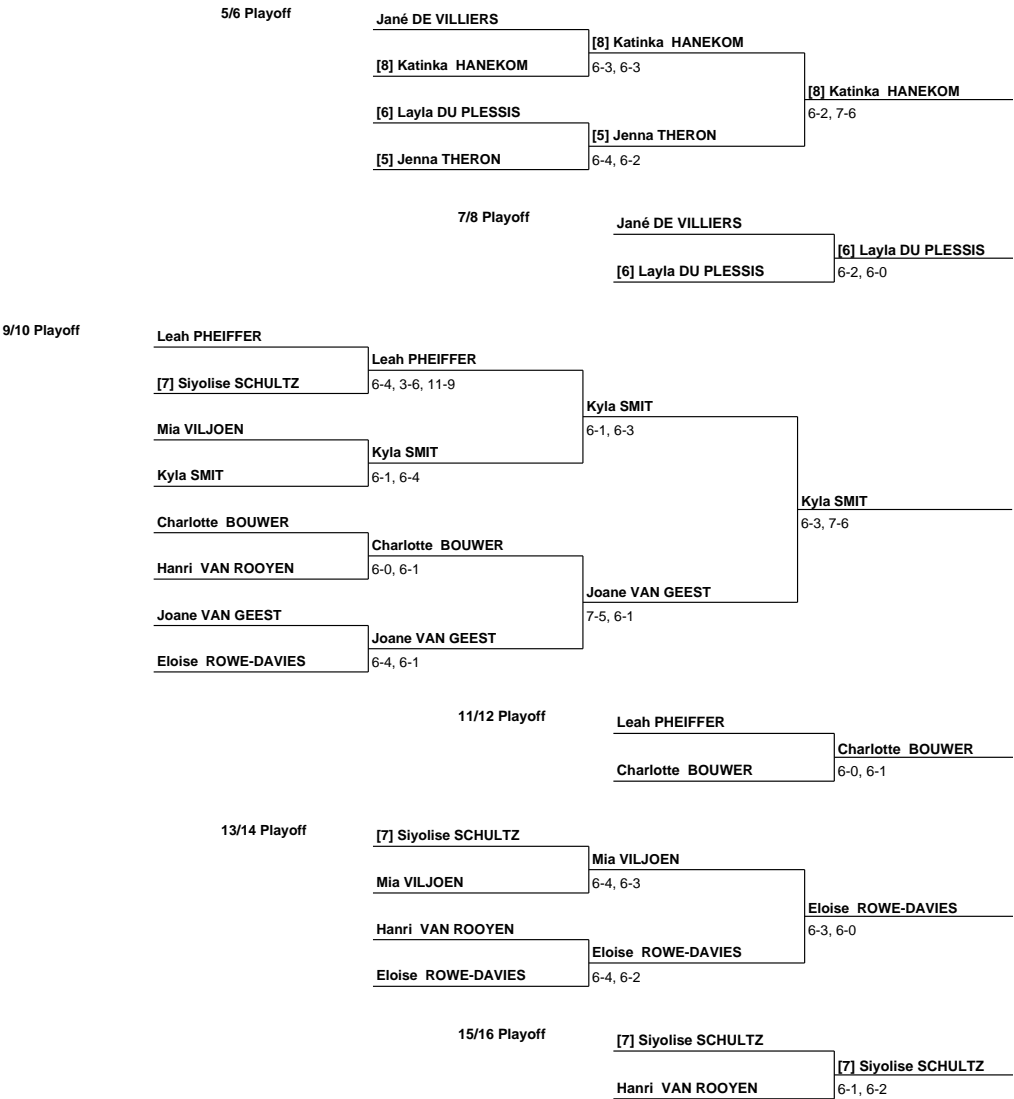 5/6 Playoff
Jané DE VILLIERS
[8] Katinka HANEKOM
[8] Katinka HANEKOM
6-3, 6-3
[8] Katinka HANEKOM
[6] Layla DU PLESSIS
6-2, 7-6
[5] Jenna THERON
[5] Jenna THERON
6-4, 6-2
7/8 Playoff
Jané DE VILLIERS
[6] Layla DU PLESSIS
[6] Layla DU PLESSIS
6-2, 6-0
9/10 Playoff
Leah PHEIFFER
Leah PHEIFFER
[7] Siyolise SCHULTZ
6-4, 3-6, 11-9
Kyla SMIT
Mia VILJOEN
6-1, 6-3
Kyla SMIT
Kyla SMIT
6-1, 6-4
Kyla SMIT
Charlotte BOUWER
6-3, 7-6
Charlotte BOUWER
Hanri VAN ROOYEN
6-0, 6-1
Joane VAN GEEST
Joane VAN GEEST
7-5, 6-1
Joane VAN GEEST
Eloise ROWE-DAVIES
6-4, 6-1
11/12 Playoff
Leah PHEIFFER
Charlotte BOUWER
Charlotte BOUWER
6-0, 6-1
13/14 Playoff
[7] Siyolise SCHULTZ
Mia VILJOEN
Mia VILJOEN
6-4, 6-3
Eloise ROWE-DAVIES
Hanri VAN ROOYEN
6-3, 6-0
Eloise ROWE-DAVIES
Eloise ROWE-DAVIES
6-4, 6-2
15/16 Playoff
[7] Siyolise SCHULTZ
[7] Siyolise SCHULTZ
Hanri VAN ROOYEN
6-1, 6-2